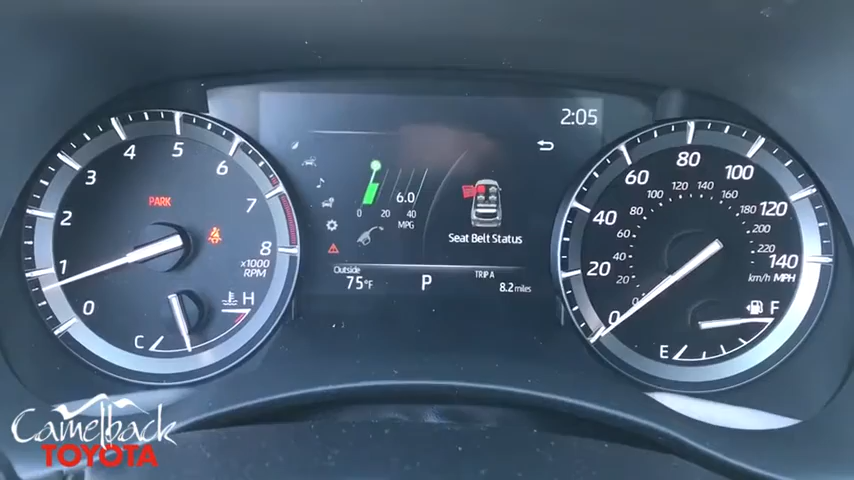 2:05
PARK
0
1
2
3
4
5
6
7
8
x1000
RPM
C
H
0
20
40
6.0
MPG
Seat Belt Status
Outside
75°F
P
TRIP A
8.2 miles
0
20
40
60
80
100
120
140
20
40
60
80
100
120
140
160
180
200
220
km/h MPH
E
F
Camelback
TOYOTA